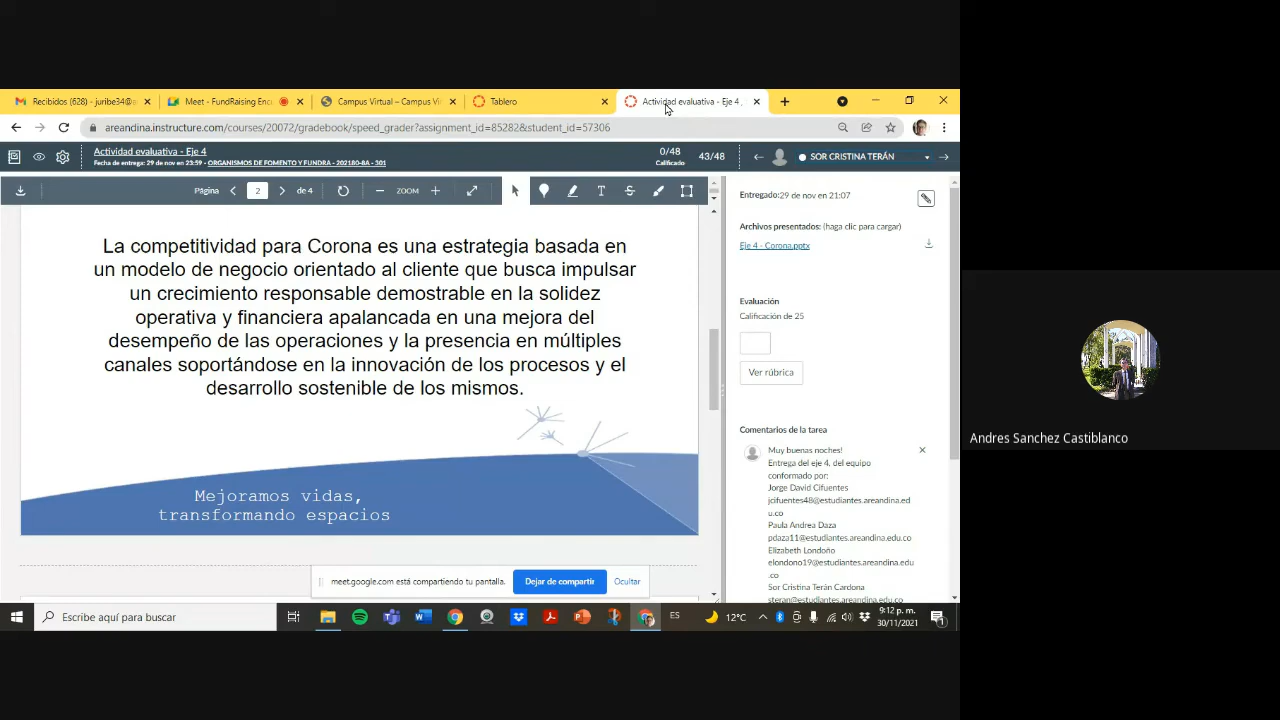 Recibidos (628) - juribe34@a
Meet - FundRaising Enc
Campus Virtual – Campus Vi
Tablero
Actividad evaluativa - Eje 4
areandina.instructure.com/courses/20072/gradebook/speed_grader?assignment_id=85282&student_id=57306
Actividad evaluativa - Eje 4
Fecha de entrega: 29 de nov en 23:59 - ORGANISMOS DE FOMENTO Y FUNDRA - 202180-8A - 301
0/48
Calificado
43/48
SOR CRISTINA TERÁN
Página
2
de 4
ZOOM
La competitividad para Corona es una estrategia basada en
un modelo de negocio orientado al cliente que busca impulsar
un crecimiento responsable demostrable en la solidez
operativa y financiera apalancada en una mejora del
desempeño de las operaciones y la presencia en múltiples
canales soportándose en la innovación de los procesos y el
desarrollo sostenible de los mismos.
Mejoramos vidas,
transformando espacios
Entregado:29 de nov en 21:07
Archivos presentados: (haga clic para cargar)
Eje 4 - Corona.pptx
Evaluación
Calificación de 25
Ver rúbrica
Comentarios de la tarea
Muy buenas noches!
Entrega del eje 4, del equipo
conformado por:
Jorge David Cifuentes
jcifuentes48@estudiantes.areandina.ed
u.co
Paula Andrea Daza
pdaza11@estudiantes.areandina.edu.co
Elizabeth Londoño
elondono19@estudiantes.areandina.edu
.co
Sor Cristina Terán Cardona
steran@estudiantes.areandina.edu.co
meet.google.com está compartiendo tu pantalla.
Dejar de compartir
Ocultar
Escribe aquí para buscar
ES
12°C
9:12 p. m.
30/11/2021
1
Andres Sanchez Castiblanco